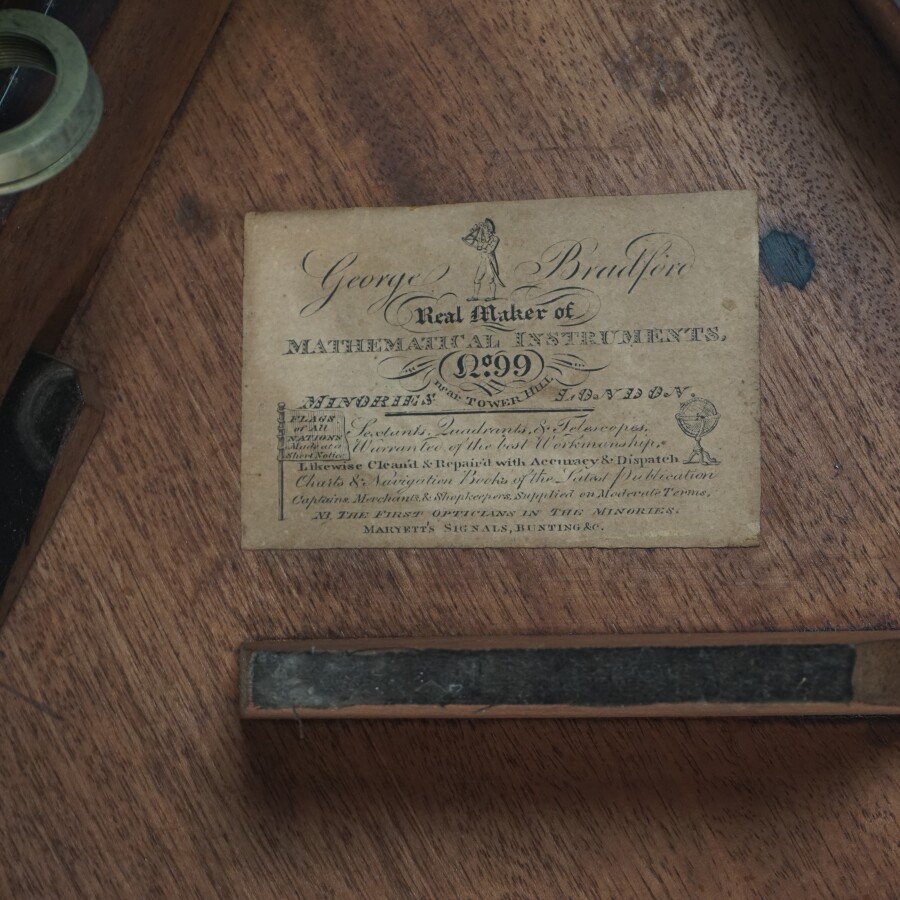 George Bradford
Real Maker of
MATHEMATICAL INSTRUMENTS.
No. 99
near TOWER HILL
MINORIES LONDON.
FLAGS
of All
NATIONS
Made at a
Short Notice
Sextants, Quadrants, & Telescopes,
Warranted of the best Workmanship,
Likewise Clean'd & Repair'd with Accuracy & Dispatch
Charts & Navigation Books of the Latest Publication
Captains, Merchants, & Shopkeepers, Supplied on Moderate Terms,
THE FIRST OPTICIANS IN THE MINORIES.
MARYETT'S SIGNALS, BUNTING &c.